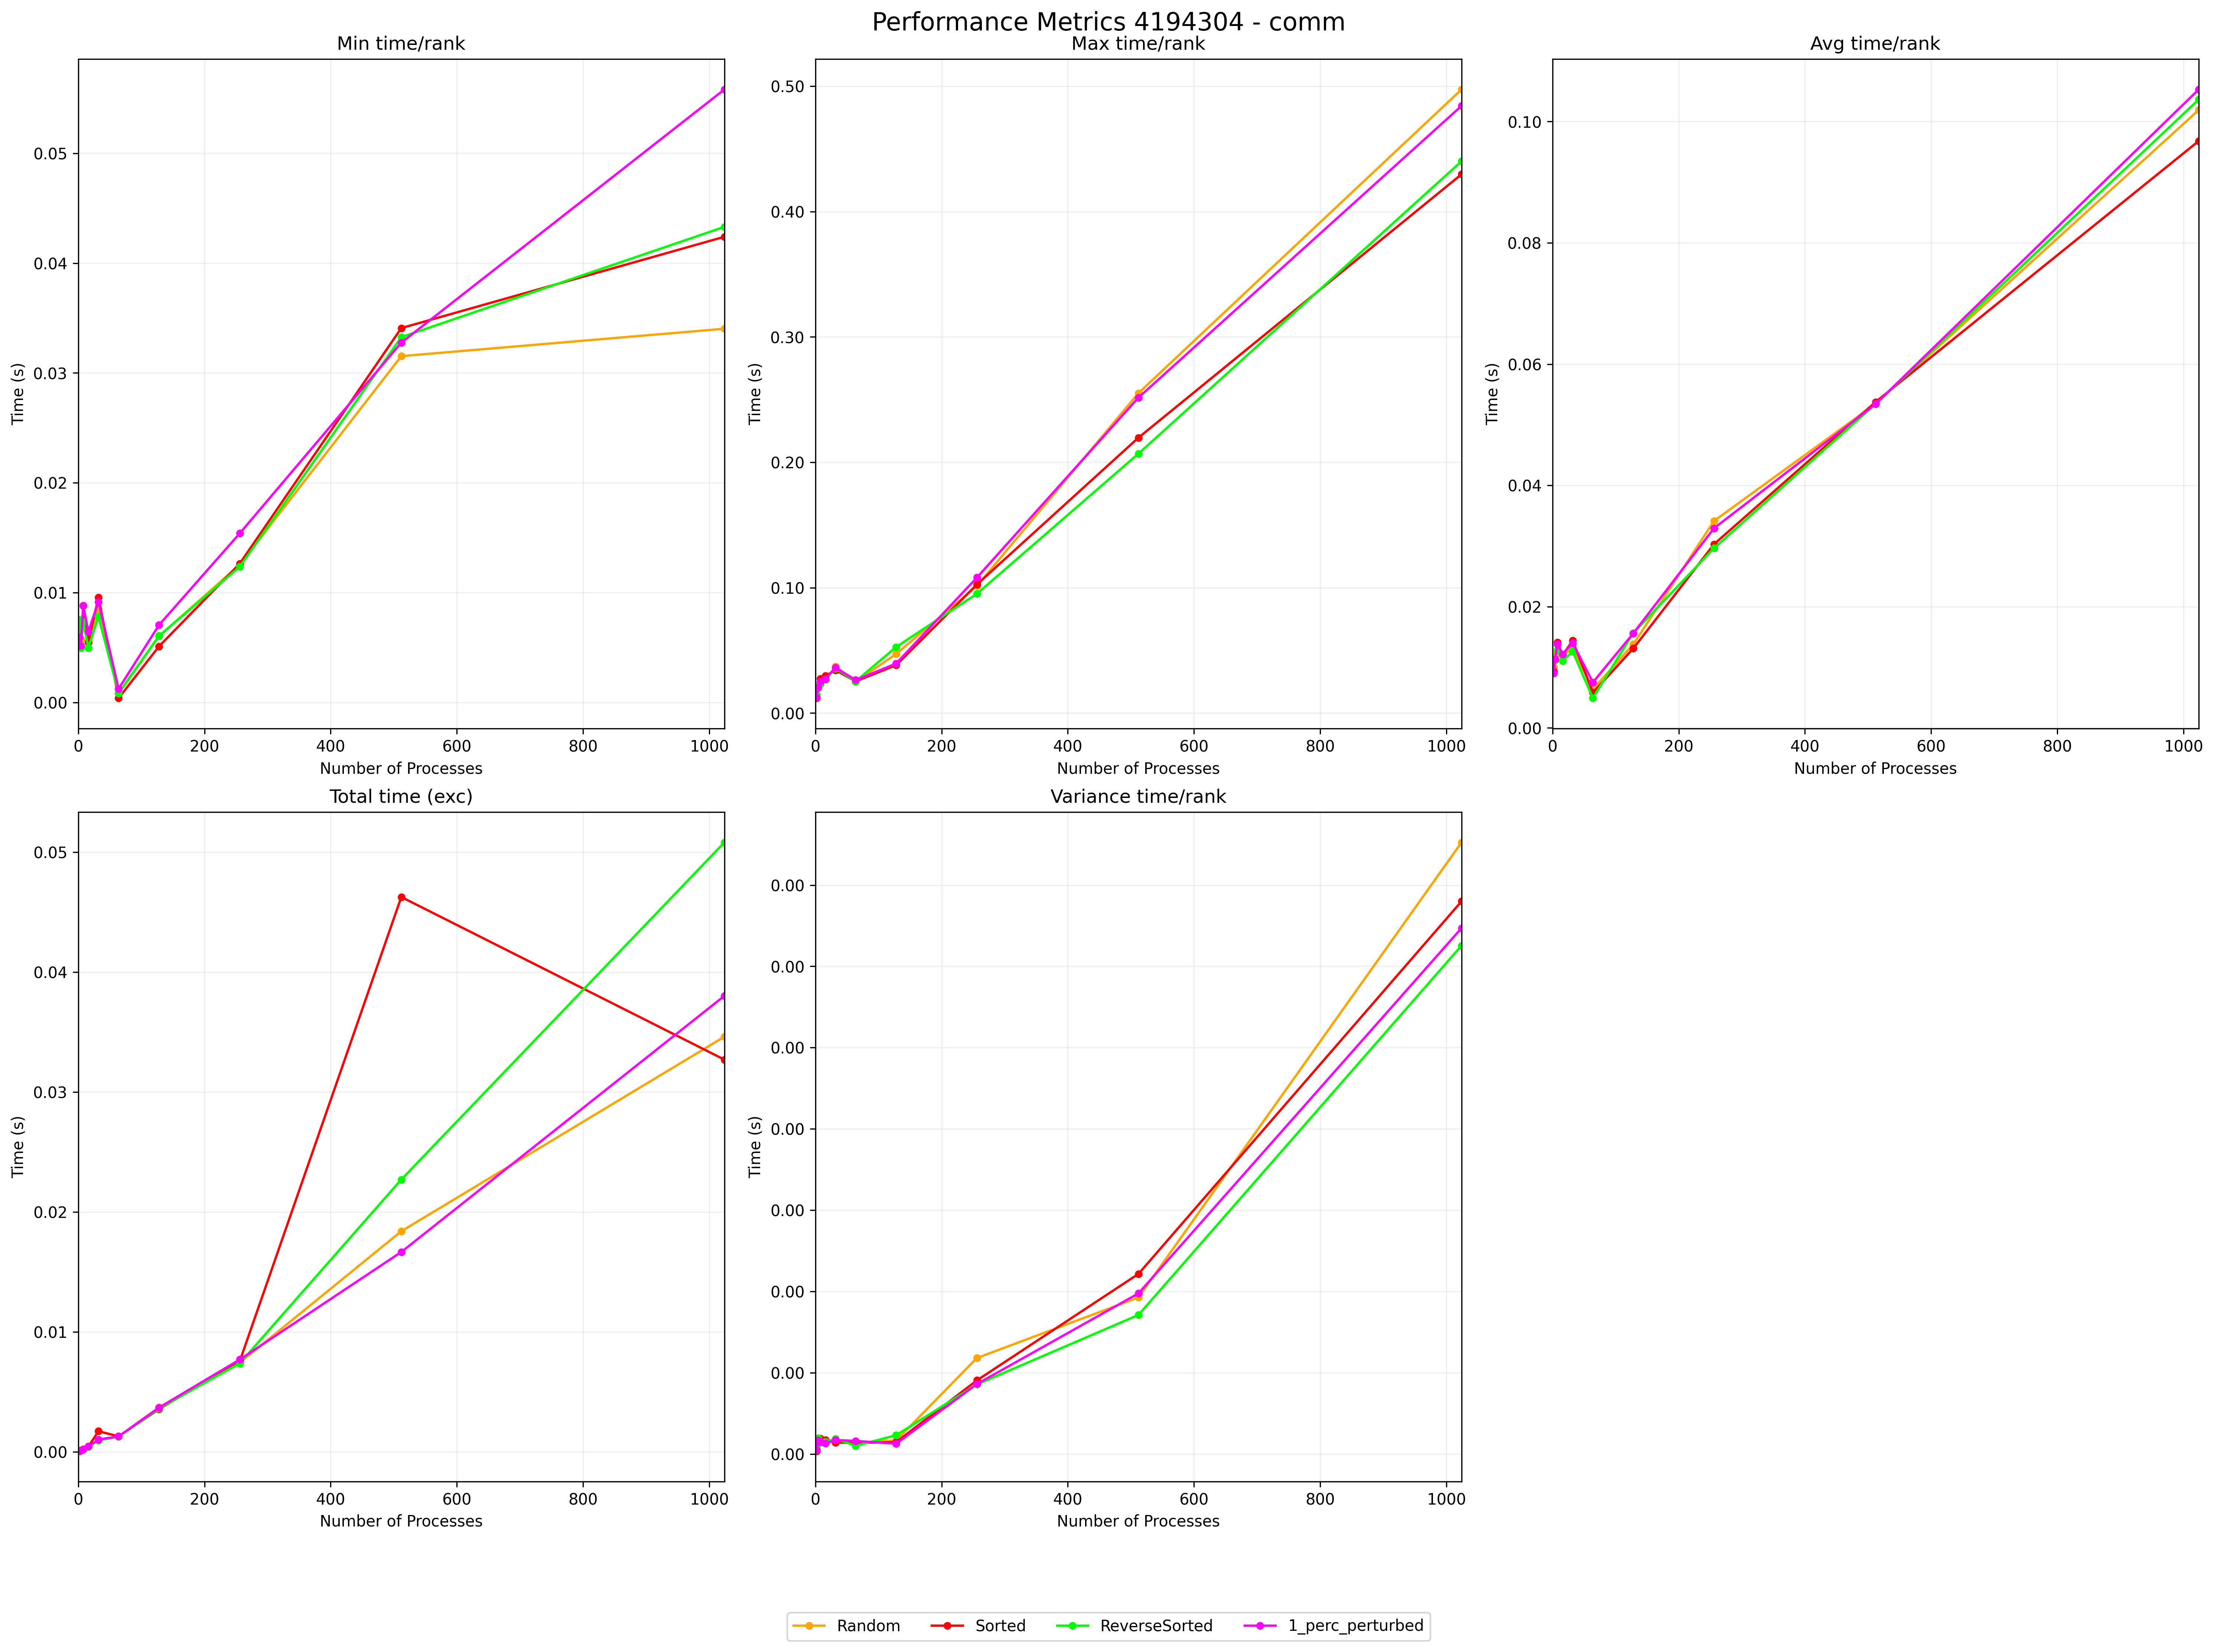 Performance Metrics 4194304 - comm
Min time/rank
Max time/rank
Avg time/rank
0.05
0.04
0.03
0.02
0.01
0.00
Time (s)
0 200 400 600 800 1000
Number of Processes
0.50
0.40
0.30
0.20
0.10
0.00
Time (s)
0 200 400 600 800 1000
Number of Processes
0.10
0.08
0.06
0.04
0.02
0.00
Time (s)
0 200 400 600 800 1000
Number of Processes
Total time (exc)
0.05
0.04
0.03
0.02
0.01
0.00
Time (s)
0 200 400 600 800 1000
Number of Processes
Variance time/rank
0.00
0.00
0.00
0.00
0.00
0.00
0.00
0.00
Time (s)
0 200 400 600 800 1000
Number of Processes
Random Sorted ReverseSorted 1_perc_perturbed